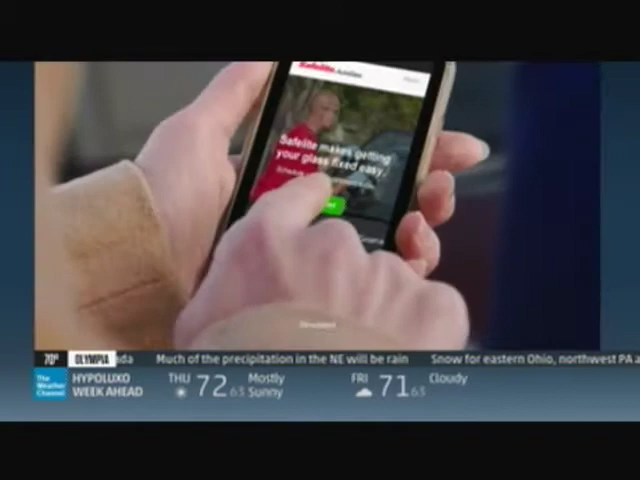 Safelite AutoGlass
Safelite makes getting
your glass fixed easy.
70° OLYMPIA Much of the precipitation in the NE will be rain Snow for eastern Ohio, northwest PA a
The
Weather
Channel
HYPOLUXO
WEEK AHEAD
THU 72 63 Mostly
Sunny
FRI 71 63 Cloudy